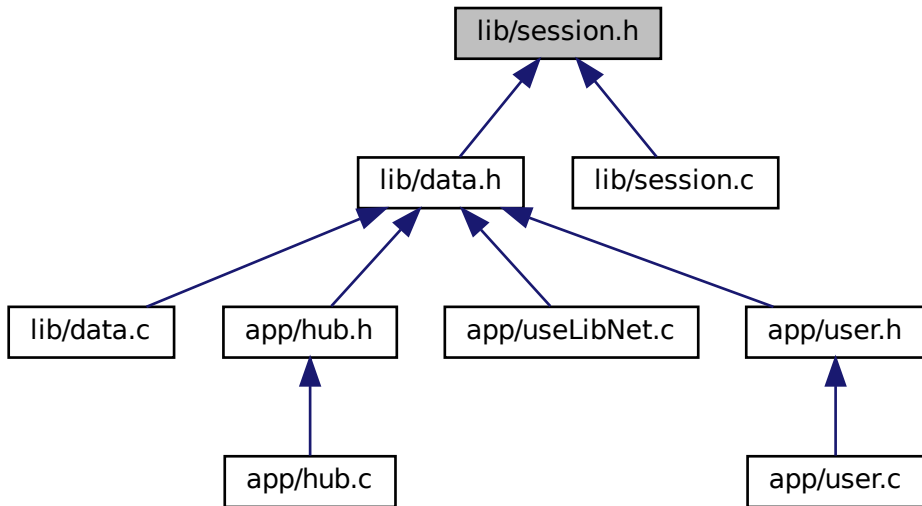 lib/session.h
lib/data.h
lib/session.c
lib/data.c
app/hub.h
app/useLibNet.c
app/user.h
app/hub.c
app/user.c